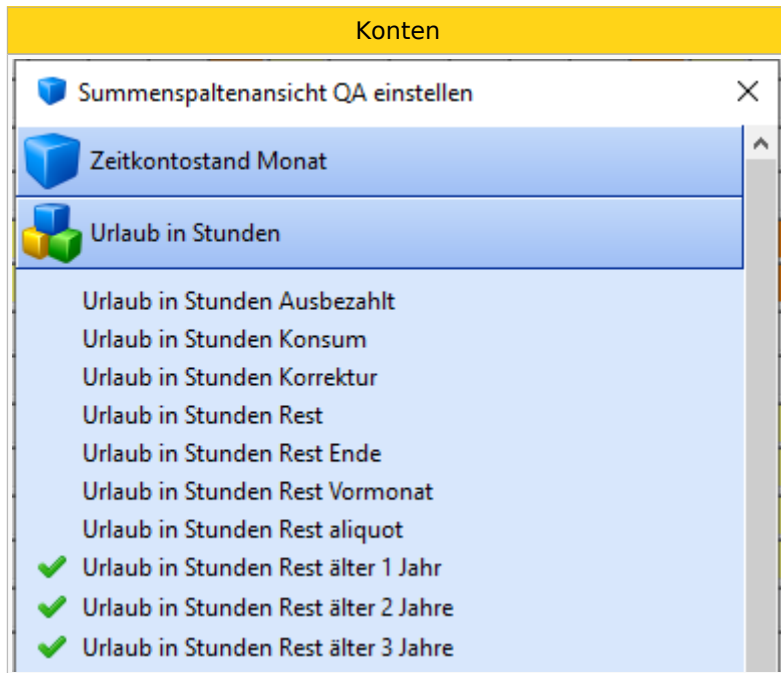 Konten
Summenspaltenansicht QA einstellen
Zeitkontostand Monat
Urlaub in Stunden
Urlaub in Stunden Ausbezahlt
Urlaub in Stunden Konsum
Urlaub in Stunden Korrektur
Urlaub in Stunden Rest
Urlaub in Stunden Rest Ende
Urlaub in Stunden Rest Vormonat
Urlaub in Stunden Rest aliquot
Urlaub in Stunden Rest älter 1 Jahr
Urlaub in Stunden Rest älter 2 Jahre
Urlaub in Stunden Rest älter 3 Jahre